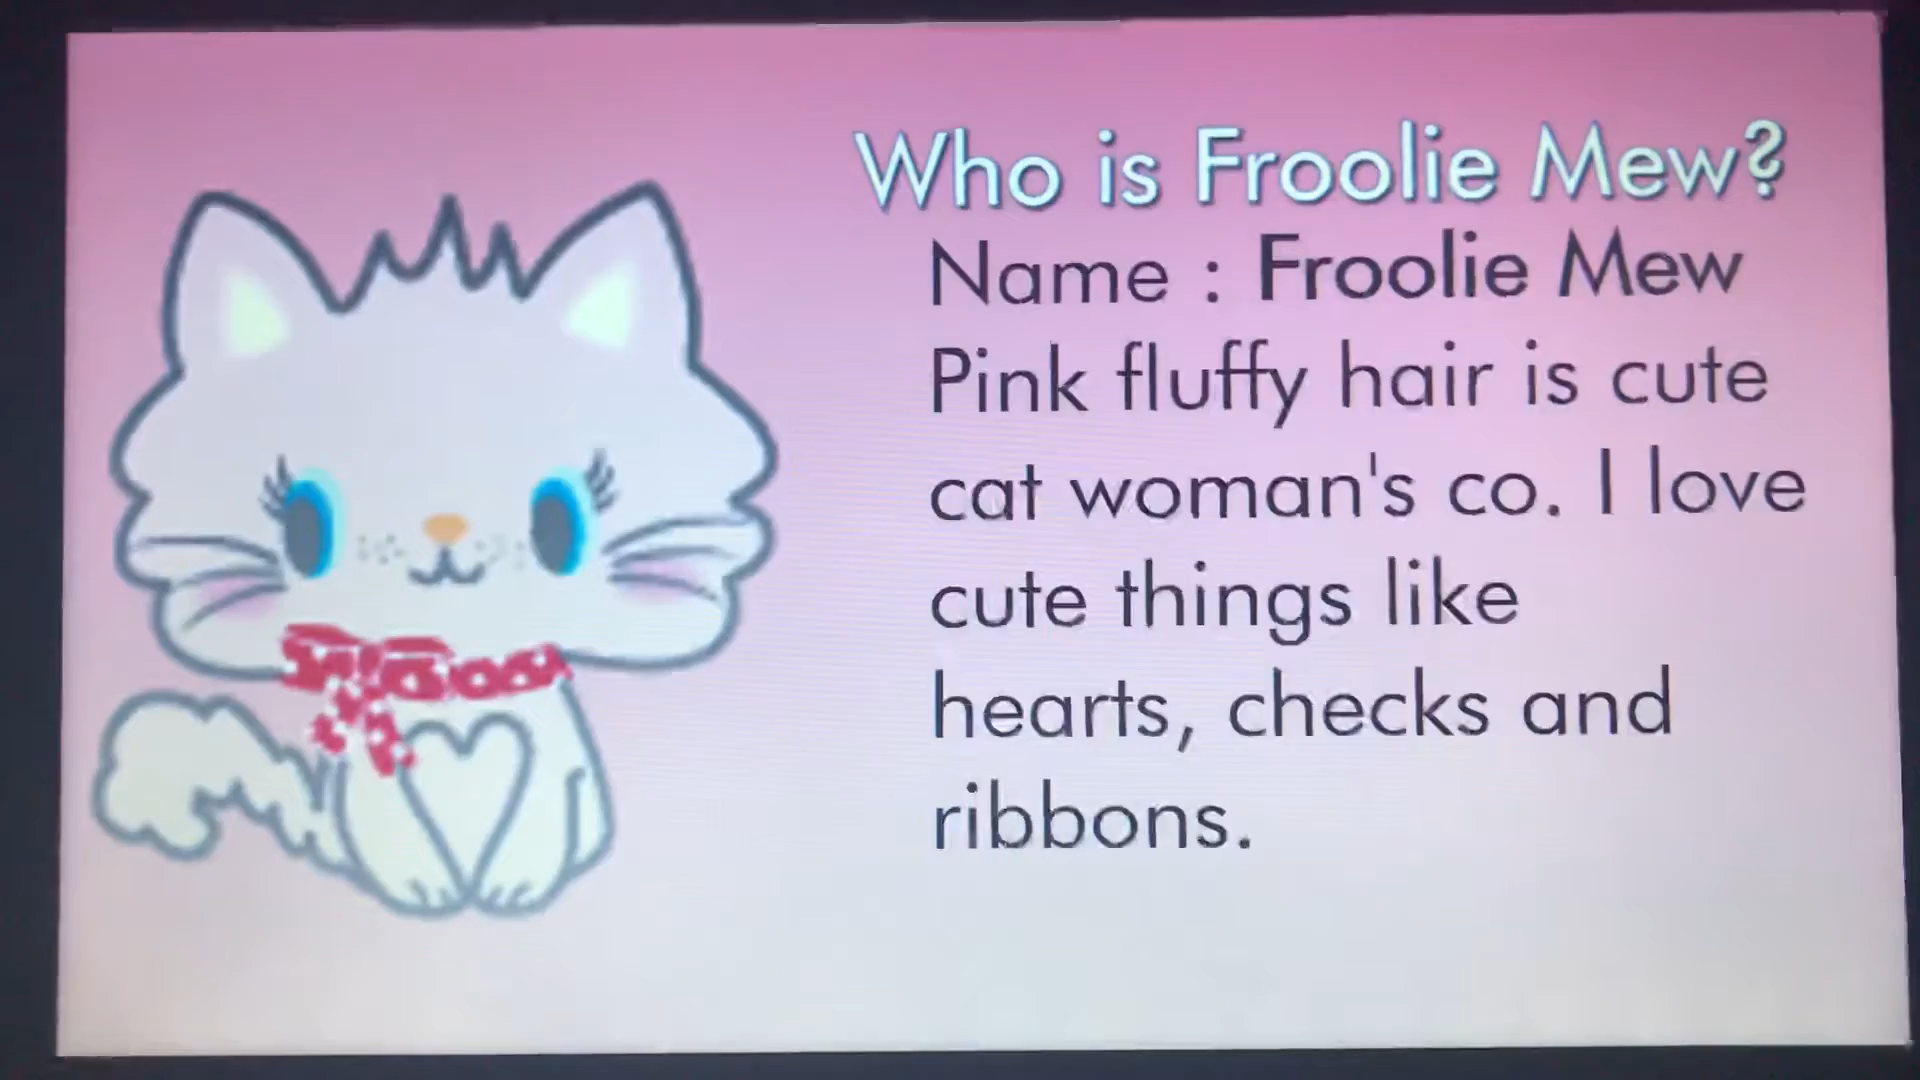 Who is Froolie Mew?
Name : Froolie Mew
Pink fluffy hair is cute
cat woman's co. I love
cute things like
hearts, checks and
ribbons.